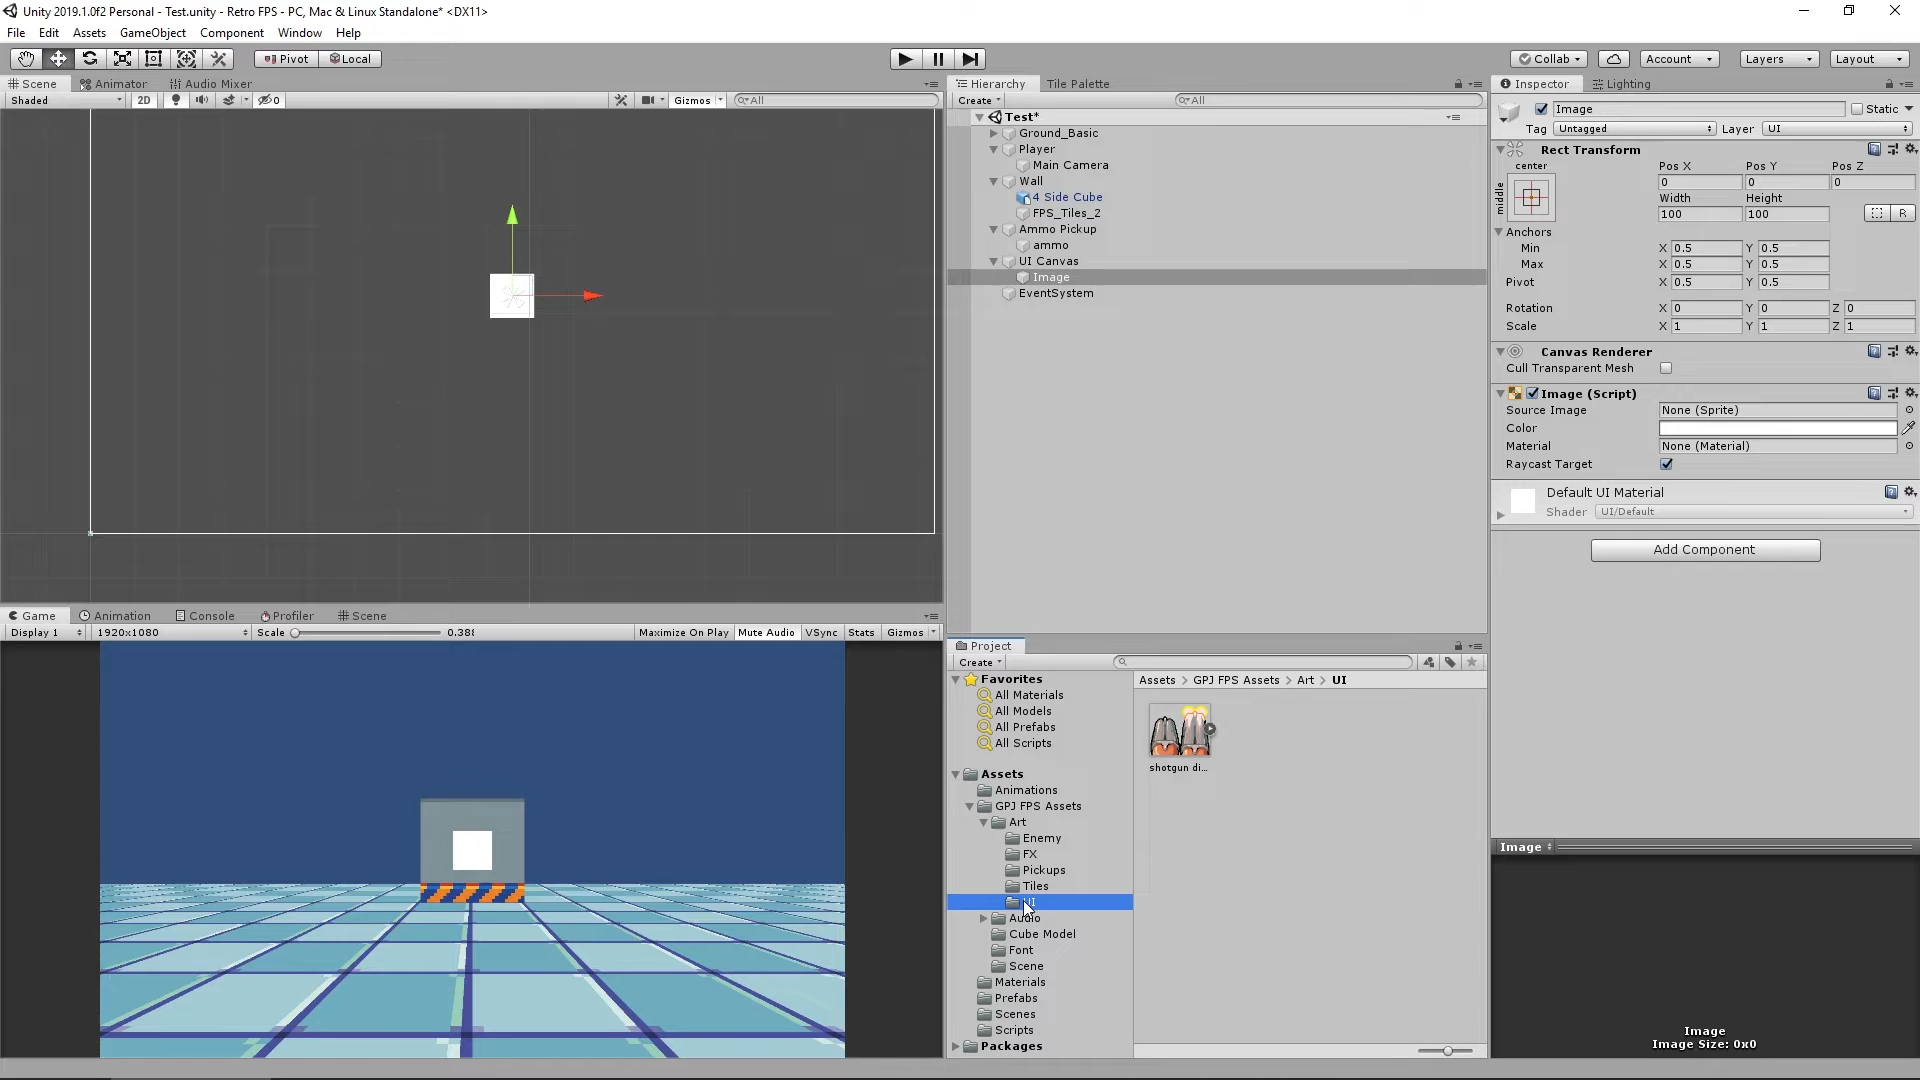 Unity 2019.1.0f2 Personal - Test.unity - Retro FPS - PC, Mac & Linux Standalone* <DX11>
File Edit Assets GameObject Component Window Help
Pivot Local Collab Account Layers Layout
Scene Animator Audio Mixer
Shaded 2D 0 Gizmos All
Hierarchy Tile Palette
Create All
Test*
Ground_Basic
Player
Main Camera
Wall
4 Side Cube
FPS_Tiles_2
Ammo Pickup
ammo
UI Canvas
Image
EventSystem
Inspector Lighting
Image Static
Tag Untagged Layer UI
Rect Transform
center Pos X Pos Y Pos Z
middle 0 0 0
Width Height
100 100 R
Anchors
Min X 0.5 Y 0.5
Max X 0.5 Y 0.5
Pivot X 0.5 Y 0.5
Rotation X 0 Y 0 Z 0
Scale X 1 Y 1 Z 1
Canvas Renderer
Cull Transparent Mesh
Image (Script)
Source Image None (Sprite)
Color
Material None (Material)
Raycast Target
Default UI Material
Shader UI/Default
Add Component
Game Animation Console Profiler Scene
Display 1 1920x1080 Scale Maximize On Play Mute Audio VSync Stats Gizmos
Project
Create
Favorites
All Materials
All Models
All Prefabs
All Scripts
Assets
Animations
GPJ FPS Assets
Art
Enemy
FX
Pickups
Tiles
UI
Audio
Cube Model
Font
Scene
Materials
Prefabs
Scenes
Scripts
Packages
Assets > GPJ FPS Assets > Art > UI
shotgun di...
Image
Image
Image Size: 0x0